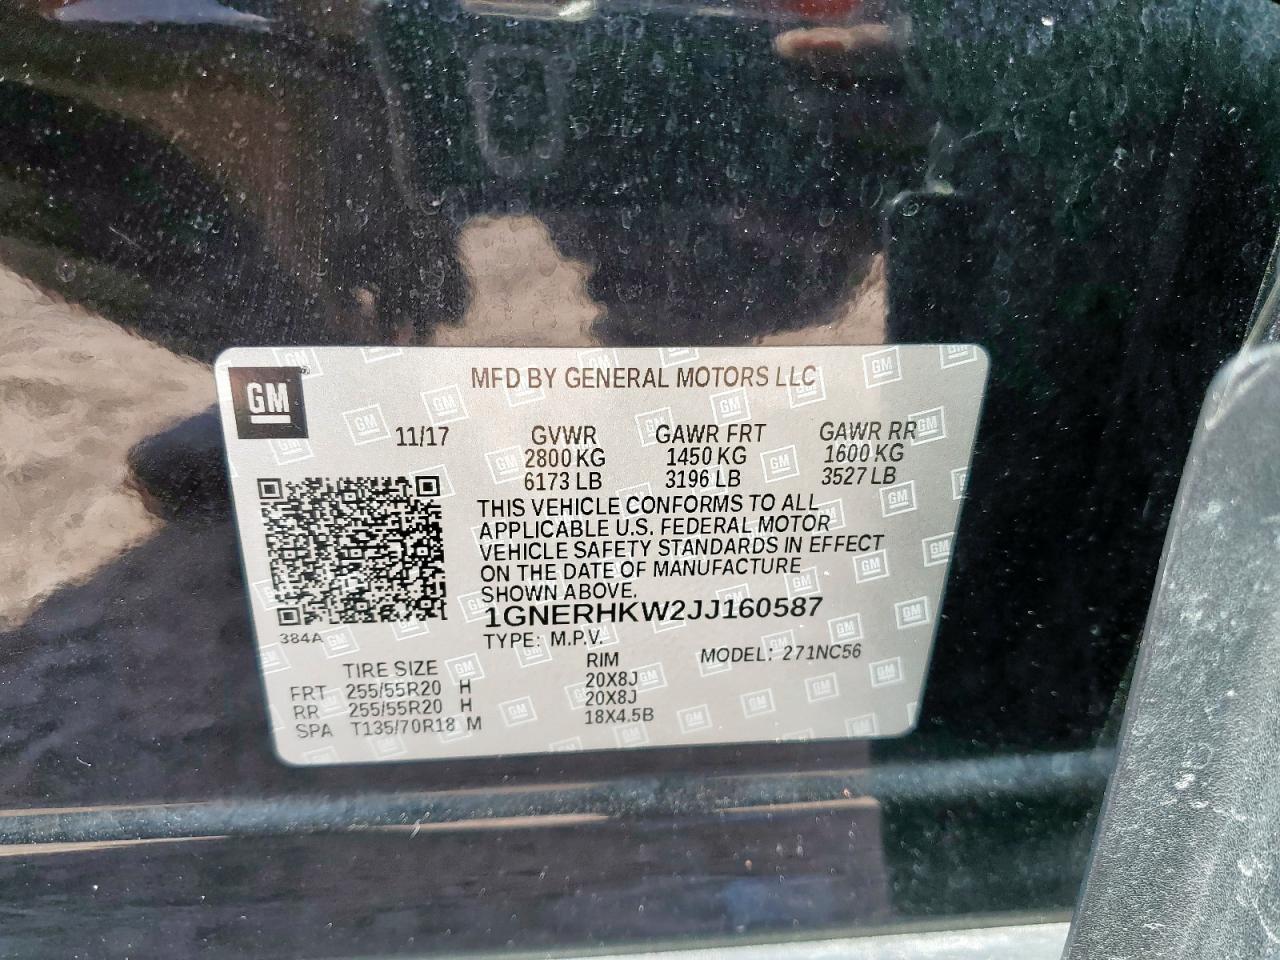 GM
MFD BY GENERAL MOTORS LLC
11/17 GVWR GAWR FRT GAWR RR
2800 KG 1450 KG 1600 KG
6173 LB 3196 LB 3527 LB
THIS VEHICLE CONFORMS TO ALL
APPLICABLE U.S. FEDERAL MOTOR
VEHICLE SAFETY STANDARDS IN EFFECT
ON THE DATE OF MANUFACTURE
SHOWN ABOVE.
1GNERHKW2JJ160587
384A
TYPE: M.P.V. MODEL: 271NC56
TIRE SIZE RIM
FRT 255/55R20 H 20X8J
RR 255/55R20 H 20X8J
SPA T135/70R18 M 18X4.5B